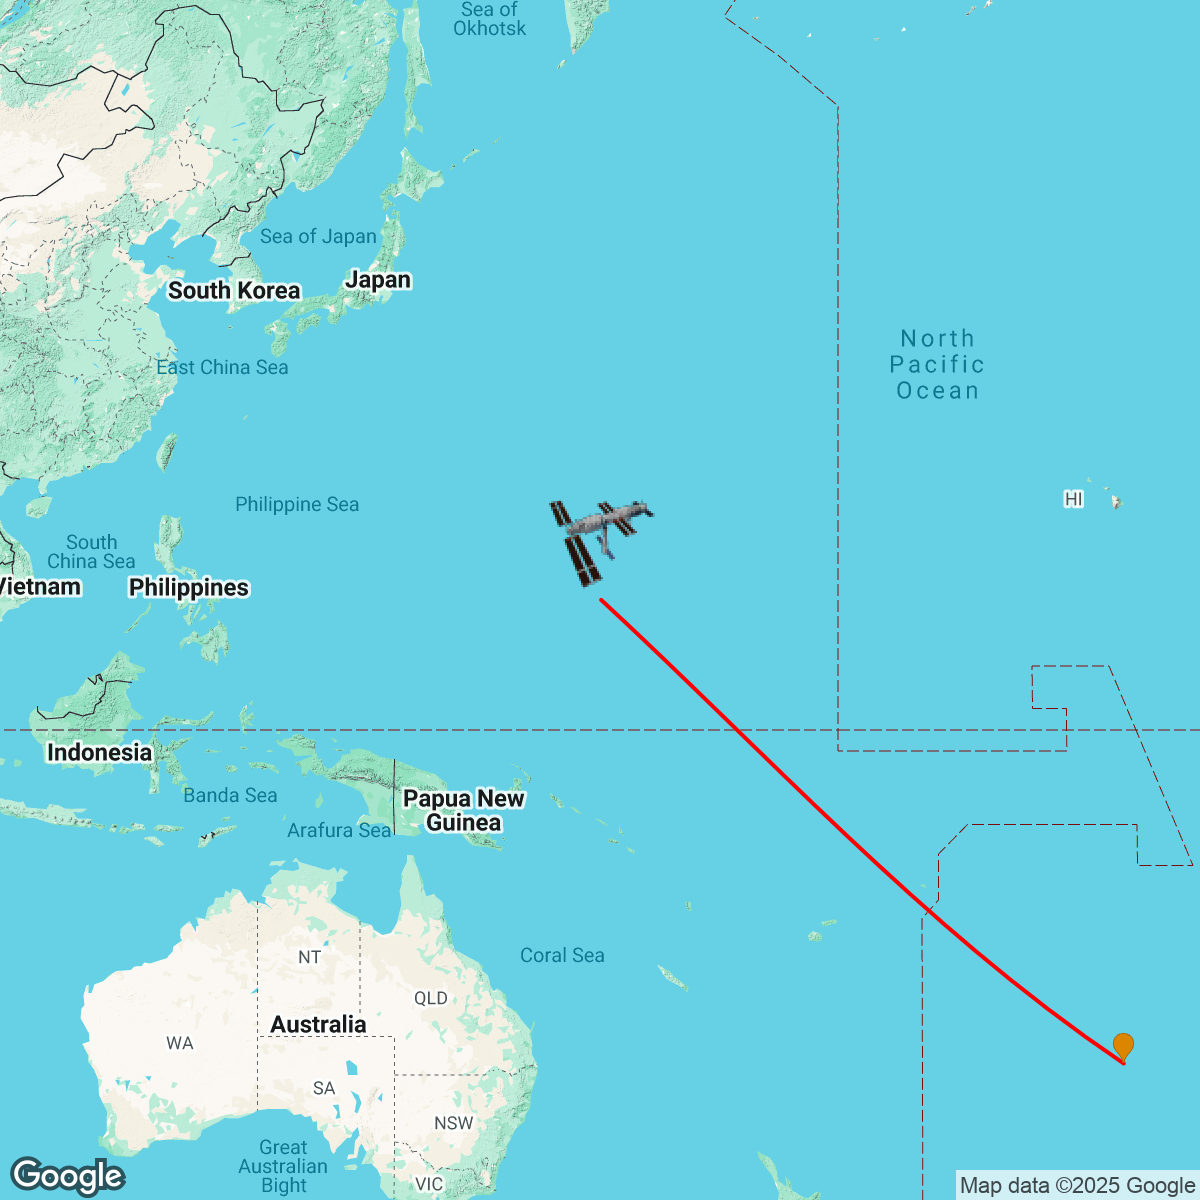 Sea of
Okhotsk
Sea of Japan
Japan
South Korea
North
Pacific
Ocean
East China Sea
HI
Philippine Sea
South
China Sea
Vietnam
Philippines
Indonesia
Banda Sea
Papua New
Guinea
Arafura Sea
Coral Sea
NT
QLD
Australia
WA
SA
NSW
Great
Australian
Bight
VIC
Google
Map data ©2025 Google